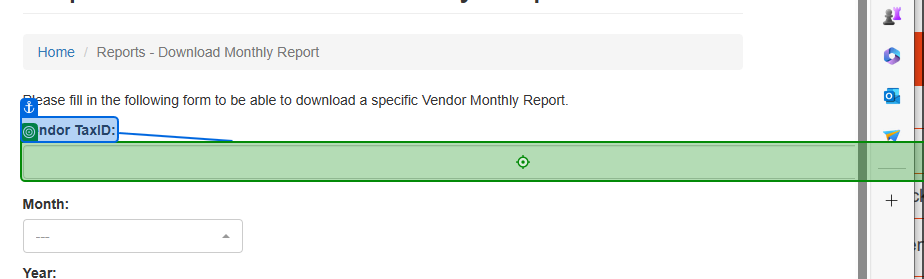 Home / Reports - Download Monthly Report
Please fill in the following form to be able to download a specific Vendor Monthly Report.
ndor TaxID:
Month:
---
Year: